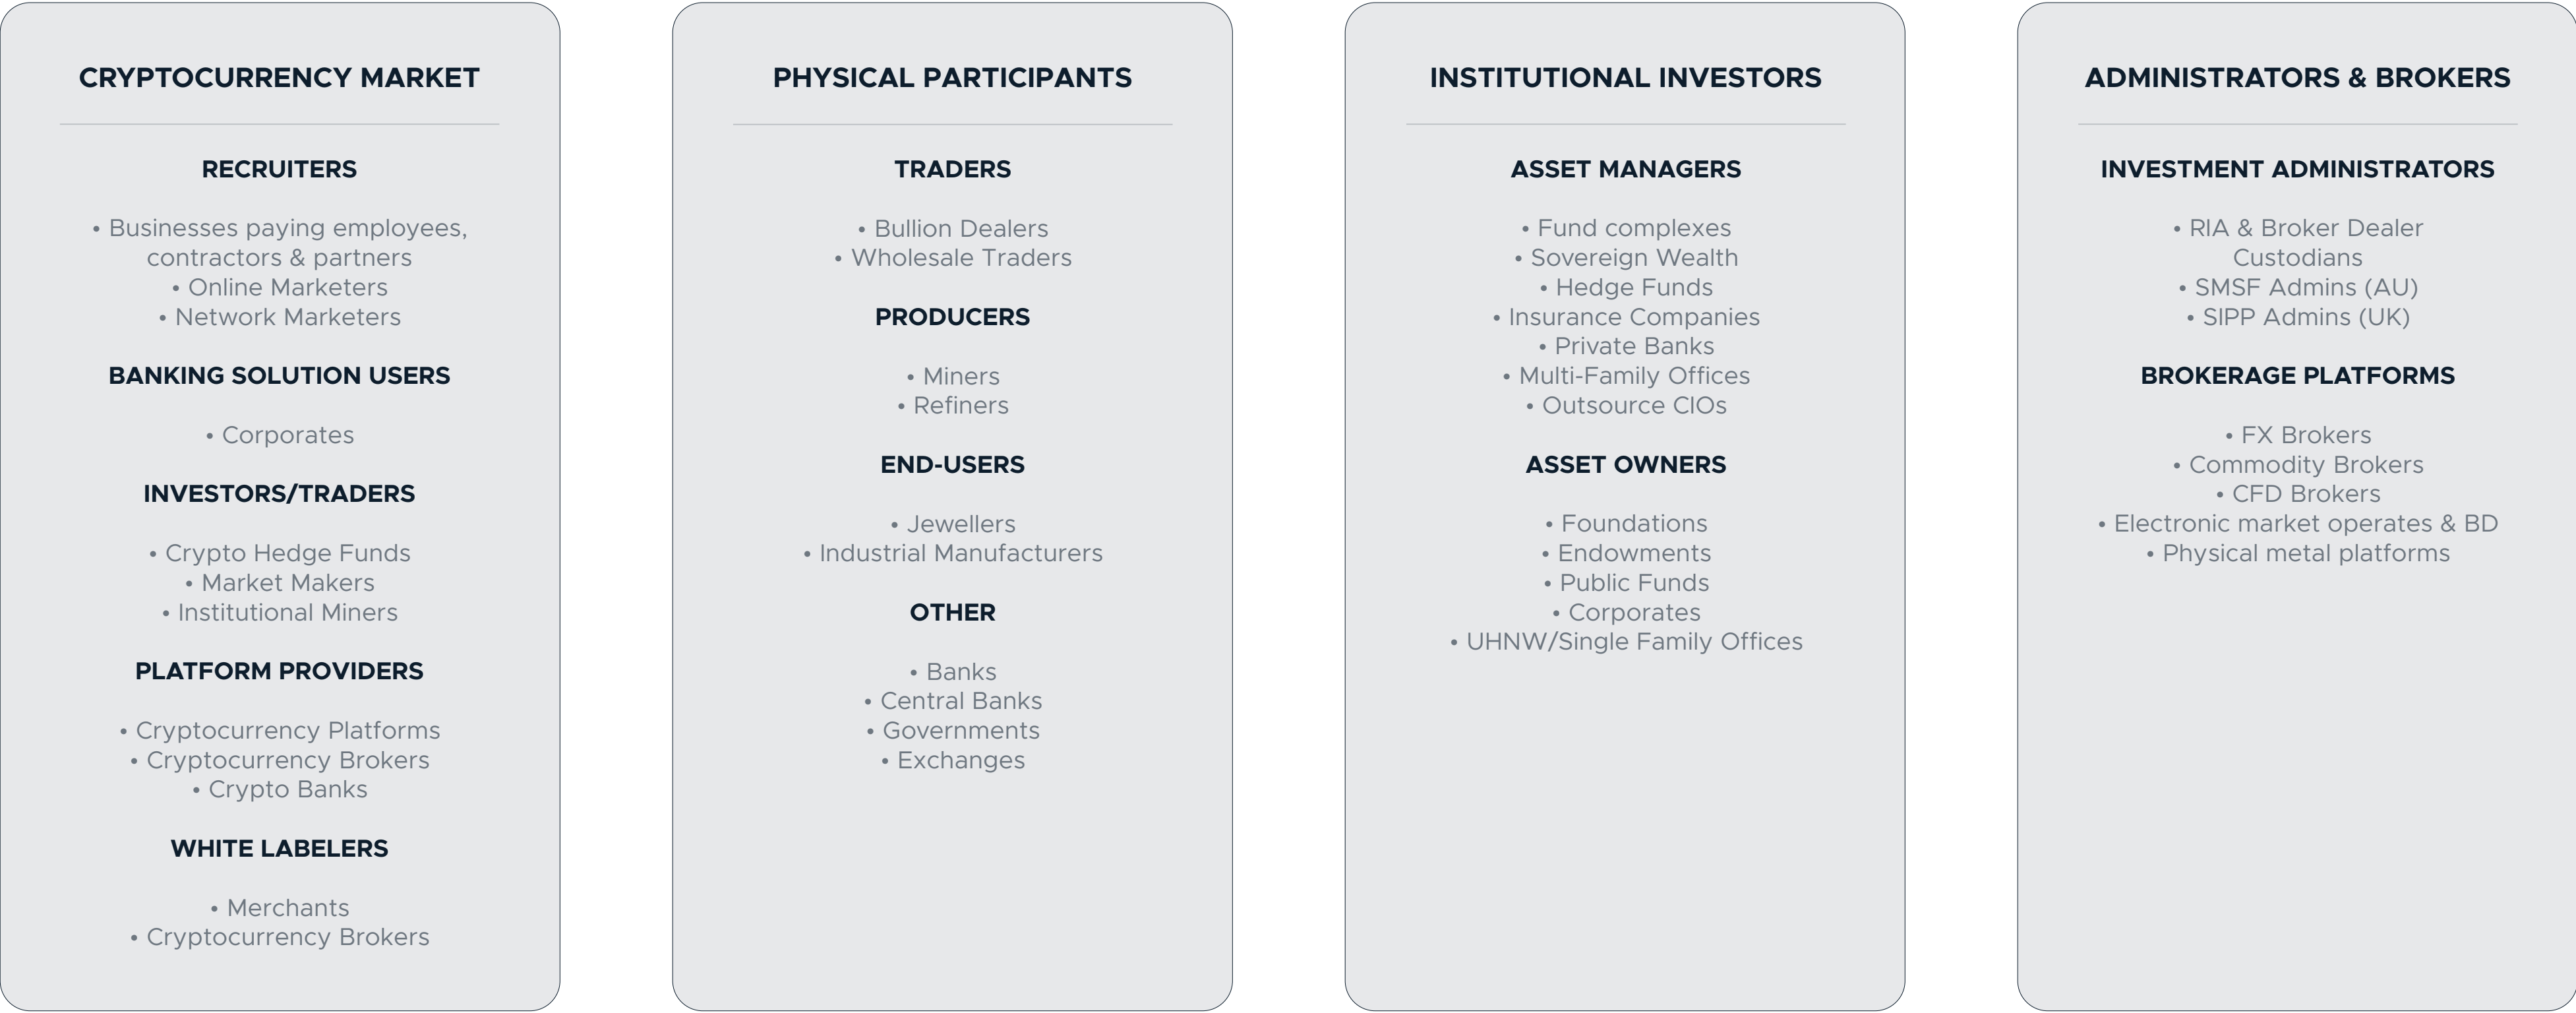 CRYPTOCURRENCY MARKET
RECRUITERS
• Businesses paying employees,
contractors & partners
• Online Marketers
• Network Marketers
BANKING SOLUTION USERS
• Corporates
INVESTORS/TRADERS
• Crypto Hedge Funds
• Market Makers
• Institutional Miners
PLATFORM PROVIDERS
• Cryptocurrency Platforms
• Cryptocurrency Brokers
• Crypto Banks
WHITE LABELERS
• Merchants
• Cryptocurrency Brokers
PHYSICAL PARTICIPANTS
TRADERS
• Bullion Dealers
• Wholesale Traders
PRODUCERS
• Miners
• Refiners
END-USERS
• Jewellers
• Industrial Manufacturers
OTHER
• Banks
• Central Banks
• Governments
• Exchanges
INSTITUTIONAL INVESTORS
ASSET MANAGERS
• Fund complexes
• Sovereign Wealth
• Hedge Funds
• Insurance Companies
• Private Banks
• Multi-Family Offices
• Outsource CIOs
ASSET OWNERS
• Foundations
• Endowments
• Public Funds
• Corporates
• UHNW/Single Family Offices
ADMINISTRATORS & BROKERS
INVESTMENT ADMINISTRATORS
• RIA & Broker Dealer
Custodians
• SMSF Admins (AU)
• SIPP Admins (UK)
BROKERAGE PLATFORMS
• FX Brokers
• Commodity Brokers
• CFD Brokers
• Electronic market operates & BD
• Physical metal platforms